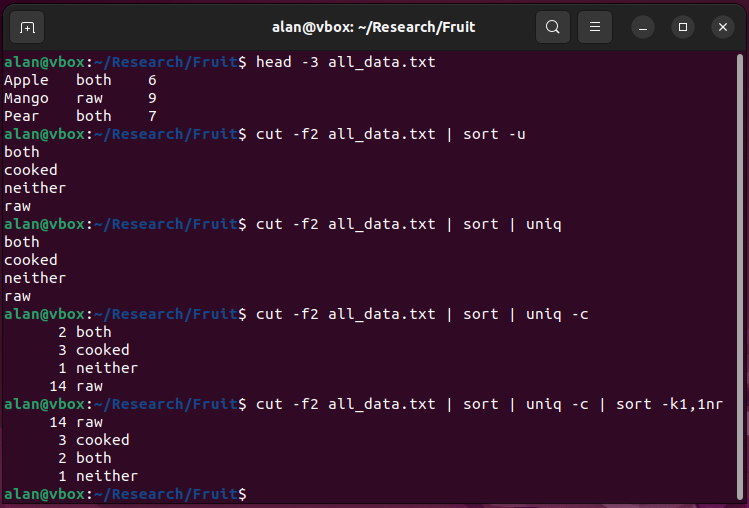 alan@vbox: ~/Research/Fruit
alan@vbox:~/Research/Fruit$ head -3 all_data.txt
Apple   both    6
Mango   raw     9
Pear    both    7
alan@vbox:~/Research/Fruit$ cut -f2 all_data.txt | sort -u
both
cooked
neither
raw
alan@vbox:~/Research/Fruit$ cut -f2 all_data.txt | sort | uniq
both
cooked
neither
raw
alan@vbox:~/Research/Fruit$ cut -f2 all_data.txt | sort | uniq -c
      2 both
      3 cooked
      1 neither
     14 raw
alan@vbox:~/Research/Fruit$ cut -f2 all_data.txt | sort | uniq -c | sort -k1,1nr
     14 raw
      3 cooked
      2 both
      1 neither
alan@vbox:~/Research/Fruit$